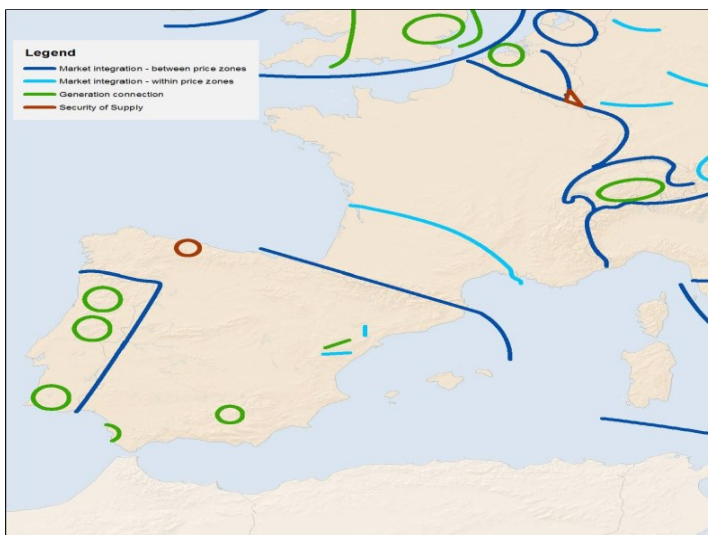 Legend
Market integration - between price zones
Market integration - within price zones
Generation connection
Security of Supply